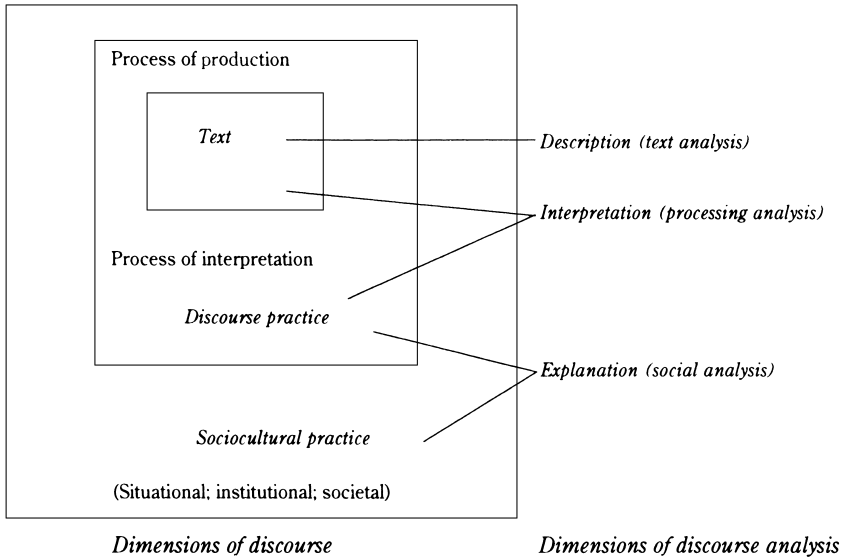 Process of production
Text
Description (text analysis)
Interpretation (processing analysis)
Process of interpretation
Discourse practice
Explanation (social analysis)
Sociocultural practice
(Situational; institutional; societal)
Dimensions of discourse
Dimensions of discourse analysis